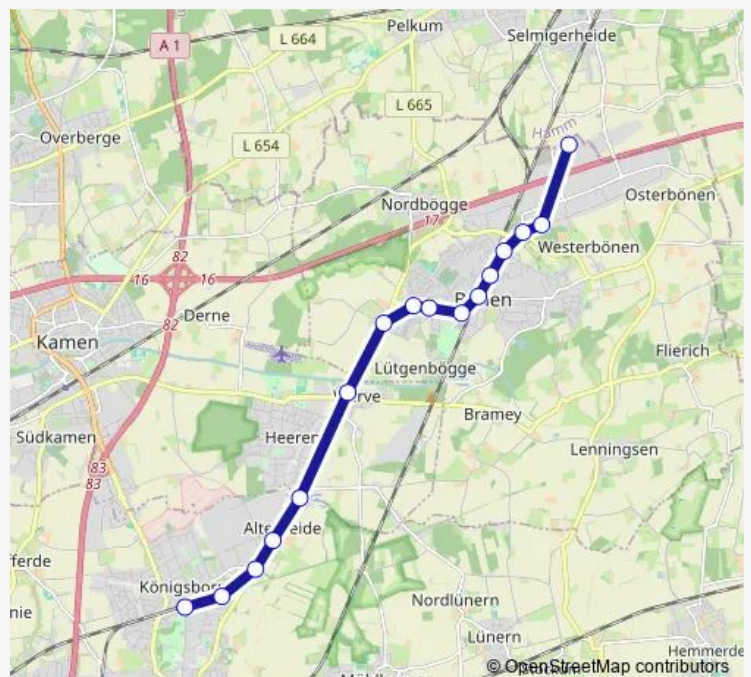 Pelkum
Selmigerheide
A 1
L 664
L 665
Overberge
L 654
Hamm
Nordbögge
Osterbönen
17
82
Westerbönen
16
16
Derne
82
Kamen
Flierich
Lütgenbögge
Bramey
Südkamen
Heeren
Lenningsen
83
83
Nordlünern
Lünern
Hemmerde
© OpenStreetMap contributors